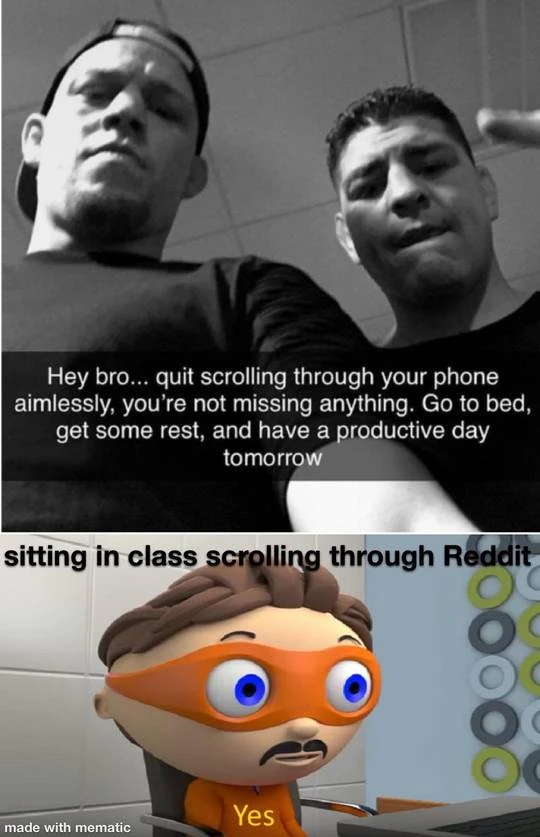 Hey bro... quit scrolling through your phone
aimlessly, you're not missing anything. Go to bed,
get some rest, and have a productive day
tomorrow
sitting in class scrolling through Reddit
Yes
made with mematic